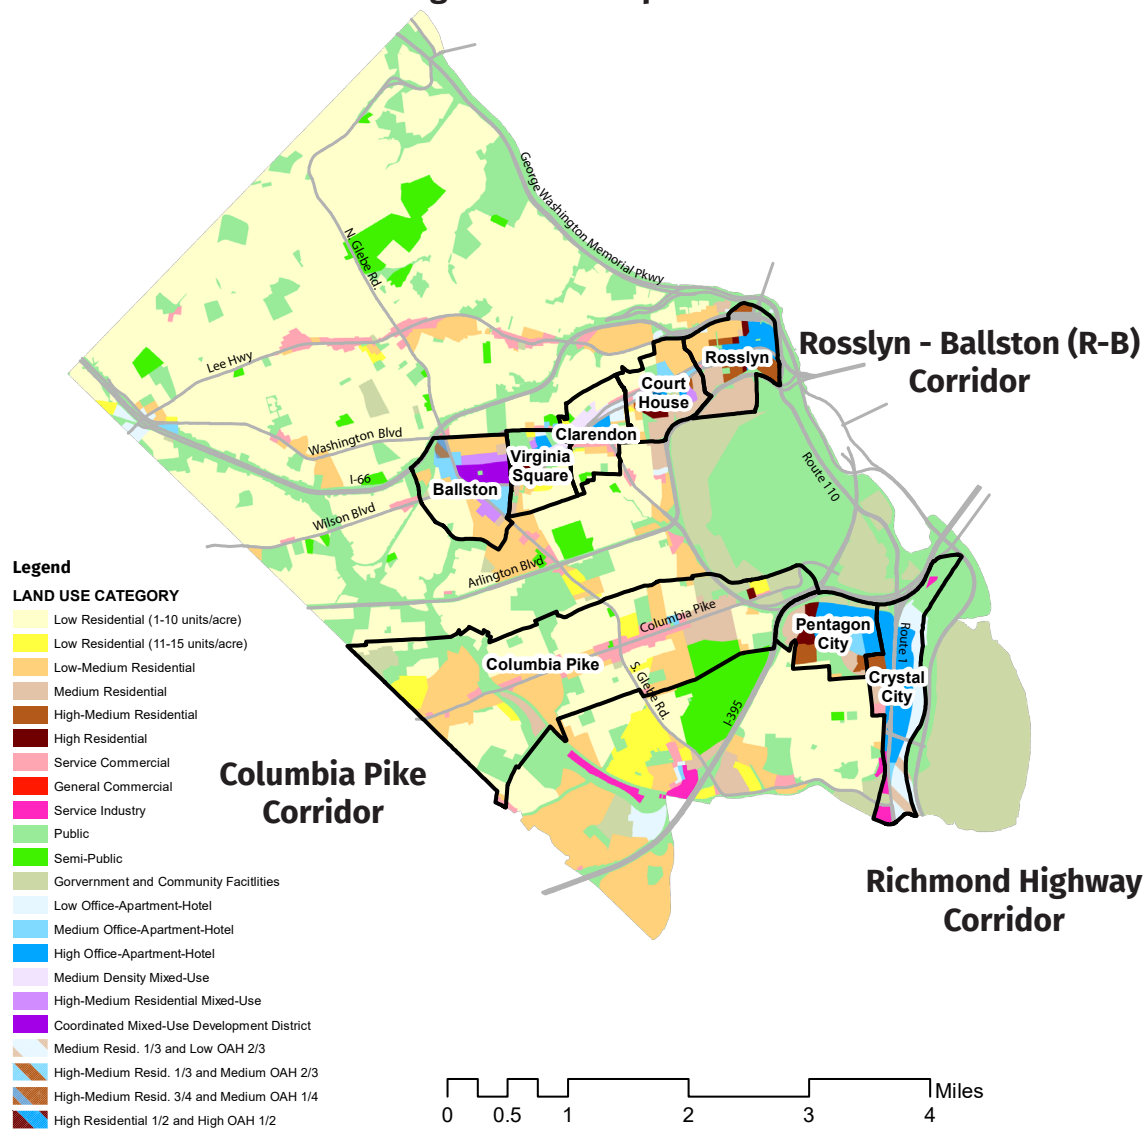 George Washington Memorial Pkwy
N. Glebe Rd.
Lee Hwy
Rosslyn
Rosslyn - Ballston (R-B)
Corridor
Court
House
Washington Blvd
Clarendon
Virginia
Square
I-66
Ballston
Route 110
Wilson Blvd
Arlington Blvd
Columbia Pike
Pentagon
City
Route 1
Columbia Pike
S. Glebe Rd.
Crystal
City
I-395
Columbia Pike
Corridor
Richmond Highway
Corridor
Legend
LAND USE CATEGORY
Low Residential (1-10 units/acre)
Low Residential (11-15 units/acre)
Low-Medium Residential
Medium Residential
High-Medium Residential
High Residential
Service Commercial
General Commercial
Service Industry
Public
Semi-Public
Gorvernment and Community Facitlities
Low Office-Apartment-Hotel
Medium Office-Apartment-Hotel
High Office-Apartment-Hotel
Medium Density Mixed-Use
High-Medium Residential Mixed-Use
Coordinated Mixed-Use Development District
Medium Resid. 1/3 and Low OAH 2/3
High-Medium Resid. 1/3 and Medium OAH 2/3
High-Medium Resid. 3/4 and Medium OAH 1/4
High Residential 1/2 and High OAH 1/2
Miles
0 0.5 1 2 3 4